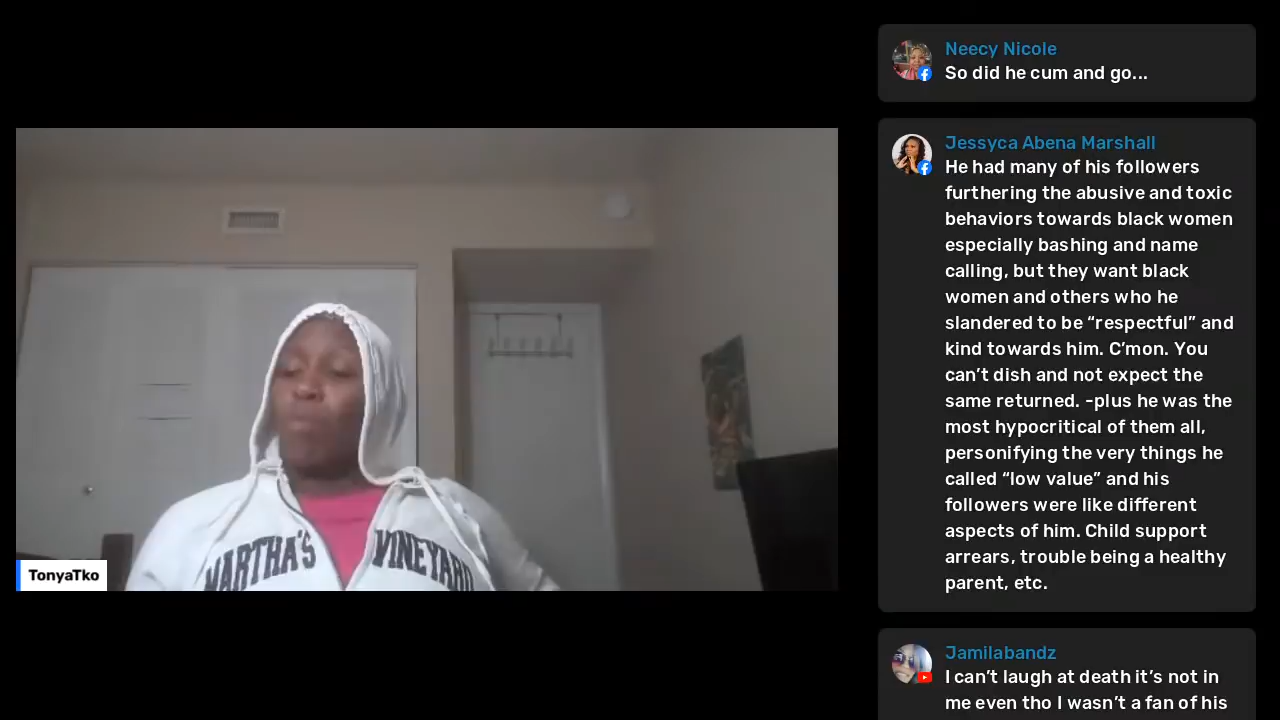 Neecy Nicole
So did he cum and go...
Jessyca Abena Marshall
He had many of his followers
furthering the abusive and toxic
behaviors towards black women
especially bashing and name
calling, but they want black
women and others who he
slandered to be “respectful” and
kind towards him. C’mon. You
can’t dish and not expect the
same returned. -plus he was the
most hypocritical of them all,
personifying the very things he
called “low value” and his
followers were like different
aspects of him. Child support
arrears, trouble being a healthy
parent, etc.
Jamilabandz
I can’t laugh at death it’s not in
me even tho I wasn’t a fan of his
MARTHA'S VINEYARD
TonyaTko